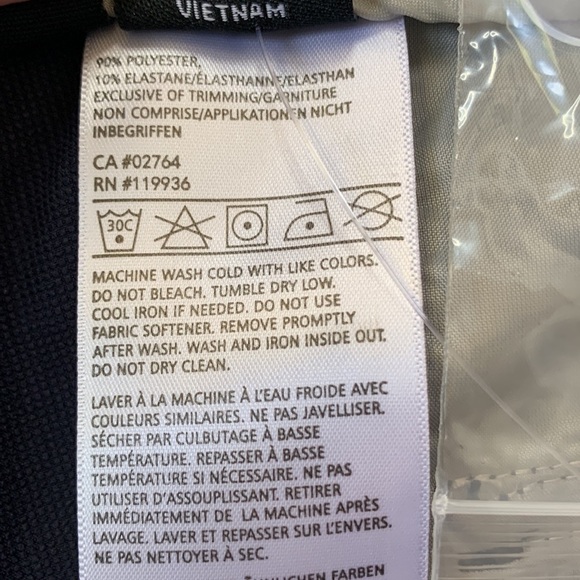 VIETNAM
90% POLYESTER,
10% ELASTANE/ÉLASTHANNE/ELASTHAN
EXCLUSIVE OF TRIMMING/GARNITURE
NON COMPRISE/APPLIKATIONEN NICHT
INBEGRIFFEN
CA #02764
RN #119936
30C
MACHINE WASH COLD WITH LIKE COLORS.
DO NOT BLEACH. TUMBLE DRY LOW.
COOL IRON IF NEEDED. DO NOT USE
FABRIC SOFTENER. REMOVE PROMPTLY
AFTER WASH. WASH AND IRON INSIDE OUT.
DO NOT DRY CLEAN.
LAVER À LA MACHINE À L'EAU FROIDE AVEC
COULEURS SIMILAIRES. NE PAS JAVELLISER.
SÉCHER PAR CULBUTAGE À BASSE
TEMPÉRATURE. REPASSER À BASSE
TEMPÉRATURE SI NÉCESSAIRE. NE PAS
UTILISER D'ASSOUPLISSANT. RETIRER
IMMÉDIATEMENT DE LA MACHINE APRÈS
LAVAGE. LAVER ET REPASSER SUR L'ENVERS.
NE PAS NETTOYER À SEC.
FARBEN